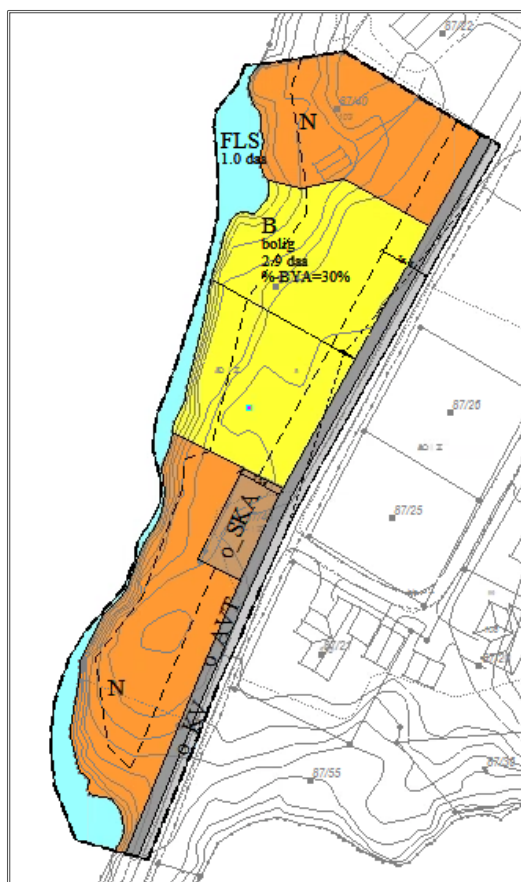 87/22
87/40
N
FLS
1.0 daa
B
bolig
2.9 daa
%-BYA=30%
87/26
87/25
o_SKA
o_AVT
N
o_KV
87/55